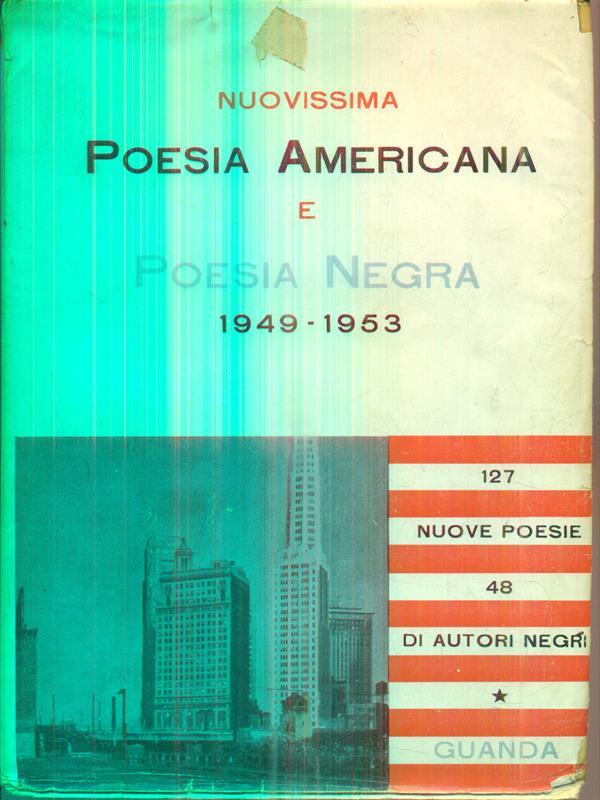 NUOVISSIMA
POESIA AMERICANA
E
POESIA NEGRA
1949 - 1953
127
NUOVE POESIE
48
DI AUTORI NEGRI
★
GUANDA